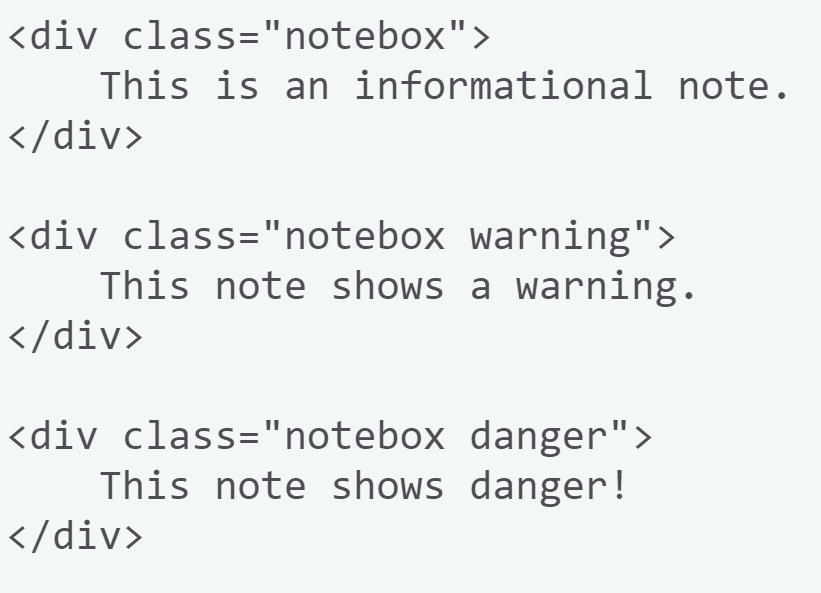 <div class="notebox">
    This is an informational note.
</div>

<div class="notebox warning">
    This note shows a warning.
</div>

<div class="notebox danger">
    This note shows danger!
</div>